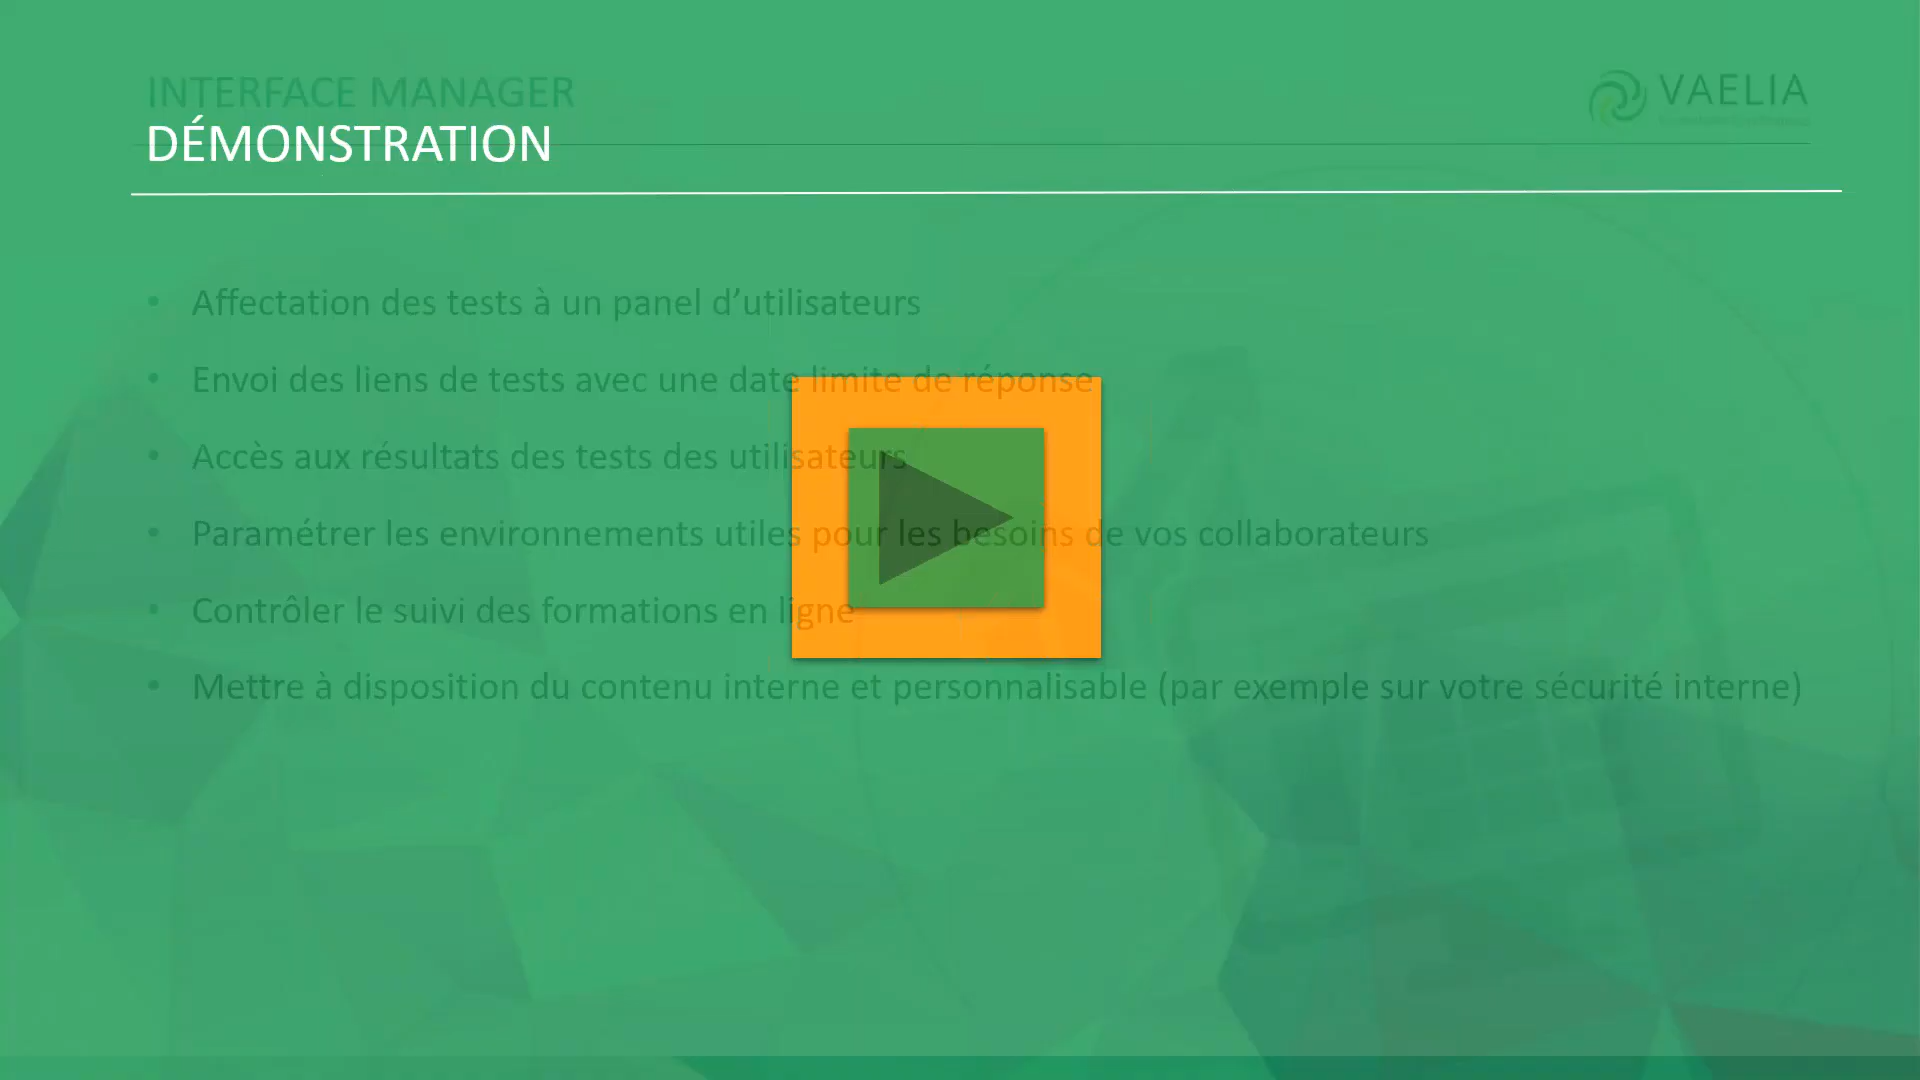 INTERFACE MANAGER
VAELIA
DÉMONSTRATION
• Affectation des tests à un panel d’utilisateurs
• Envoi des liens de tests avec une date limite de réponse
• Accès aux résultats des tests des utilisateurs
• Paramétrer les environnements utiles pour les besoins de vos collaborateurs
• Contrôler le suivi des formations en ligne
• Mettre à disposition du contenu interne et personnalisable (par exemple sur votre sécurité interne)